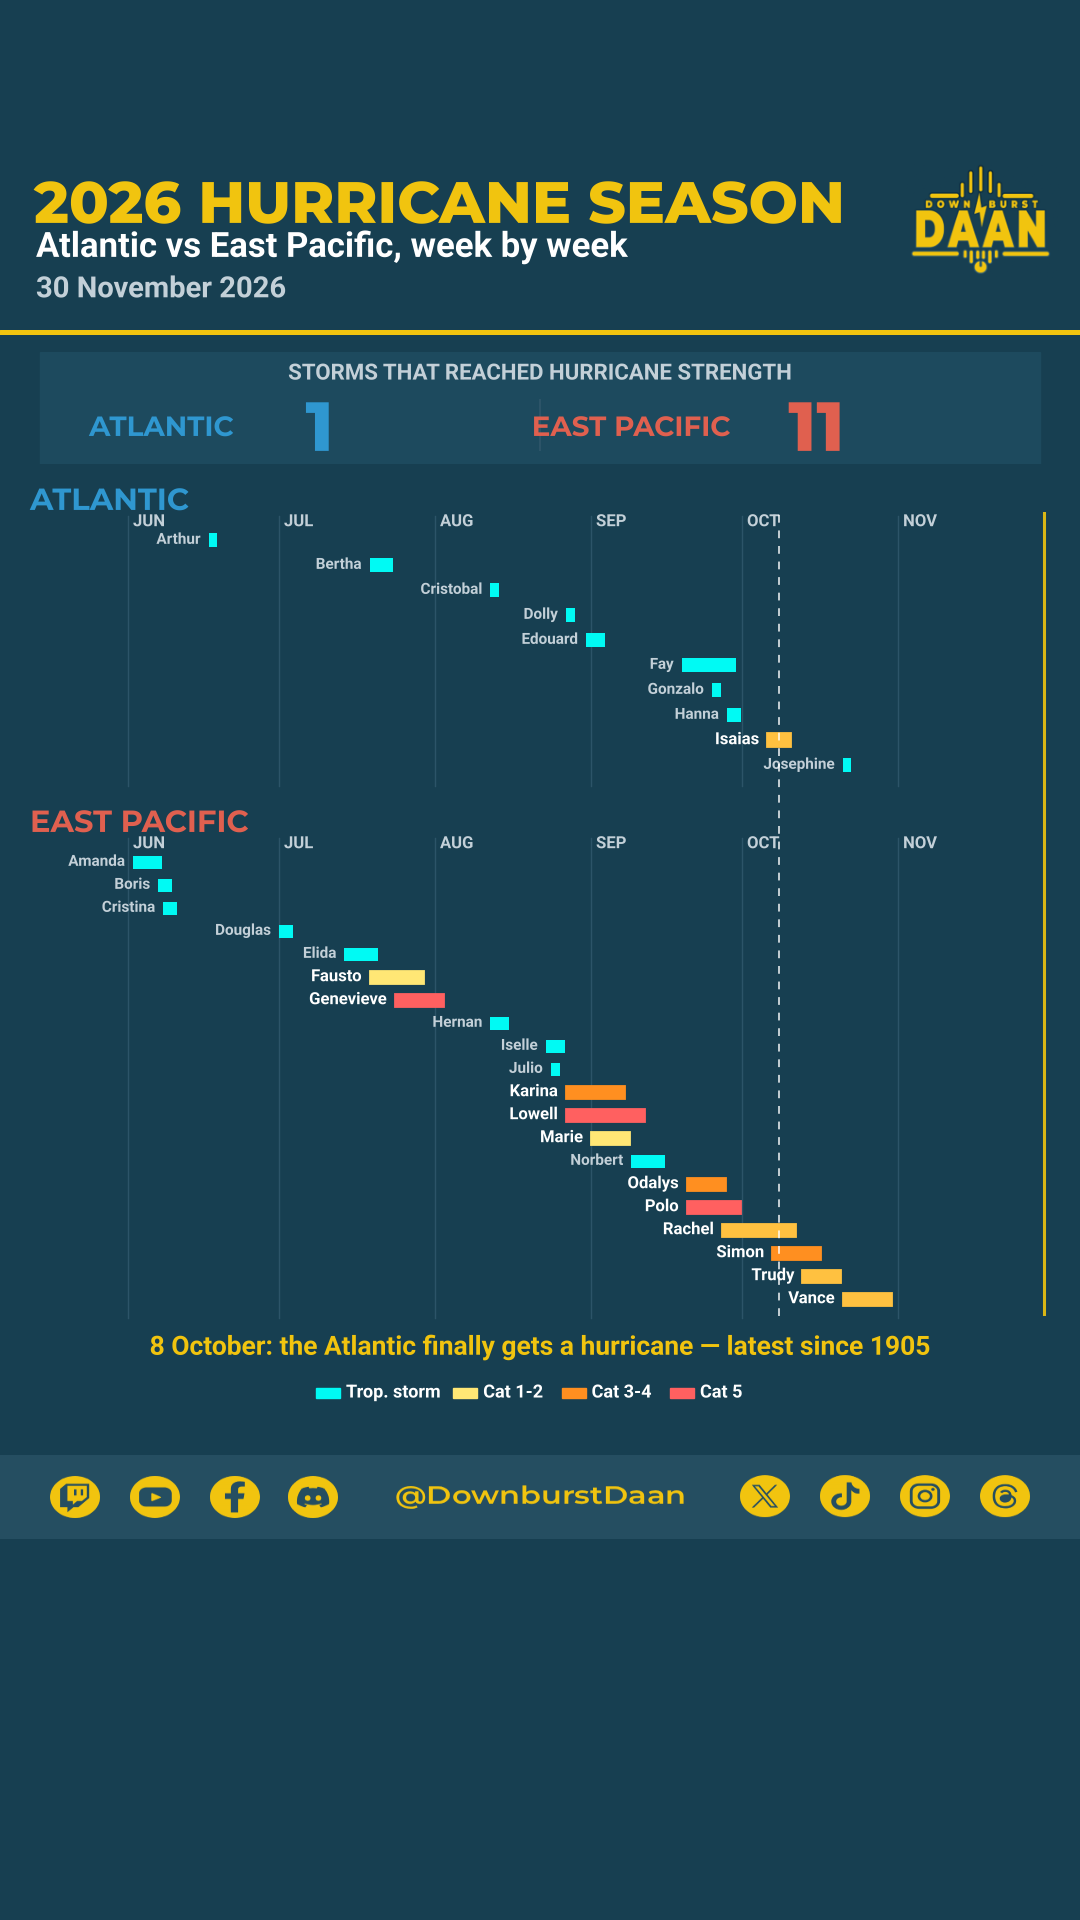 2026 HURRICANE SEASON
Atlantic vs East Pacific, week by week
30 November 2026
DOWN BURST
DAAN
STORMS THAT REACHED HURRICANE STRENGTH
ATLANTIC 1 EAST PACIFIC 11
ATLANTIC
JUN JUL AUG SEP OCT NOV
Arthur
Bertha
Cristobal
Dolly
Edouard
Fay
Gonzalo
Hanna
Isaias
Josephine
EAST PACIFIC
JUN JUL AUG SEP OCT NOV
Amanda
Boris
Cristina
Douglas
Elida
Fausto
Genevieve
Hernan
Iselle
Julio
Karina
Lowell
Marie
Norbert
Odalys
Polo
Rachel
Simon
Trudy
Vance
8 October: the Atlantic finally gets a hurricane — latest since 1905
Trop. storm Cat 1-2 Cat 3-4 Cat 5
@DownburstDaan